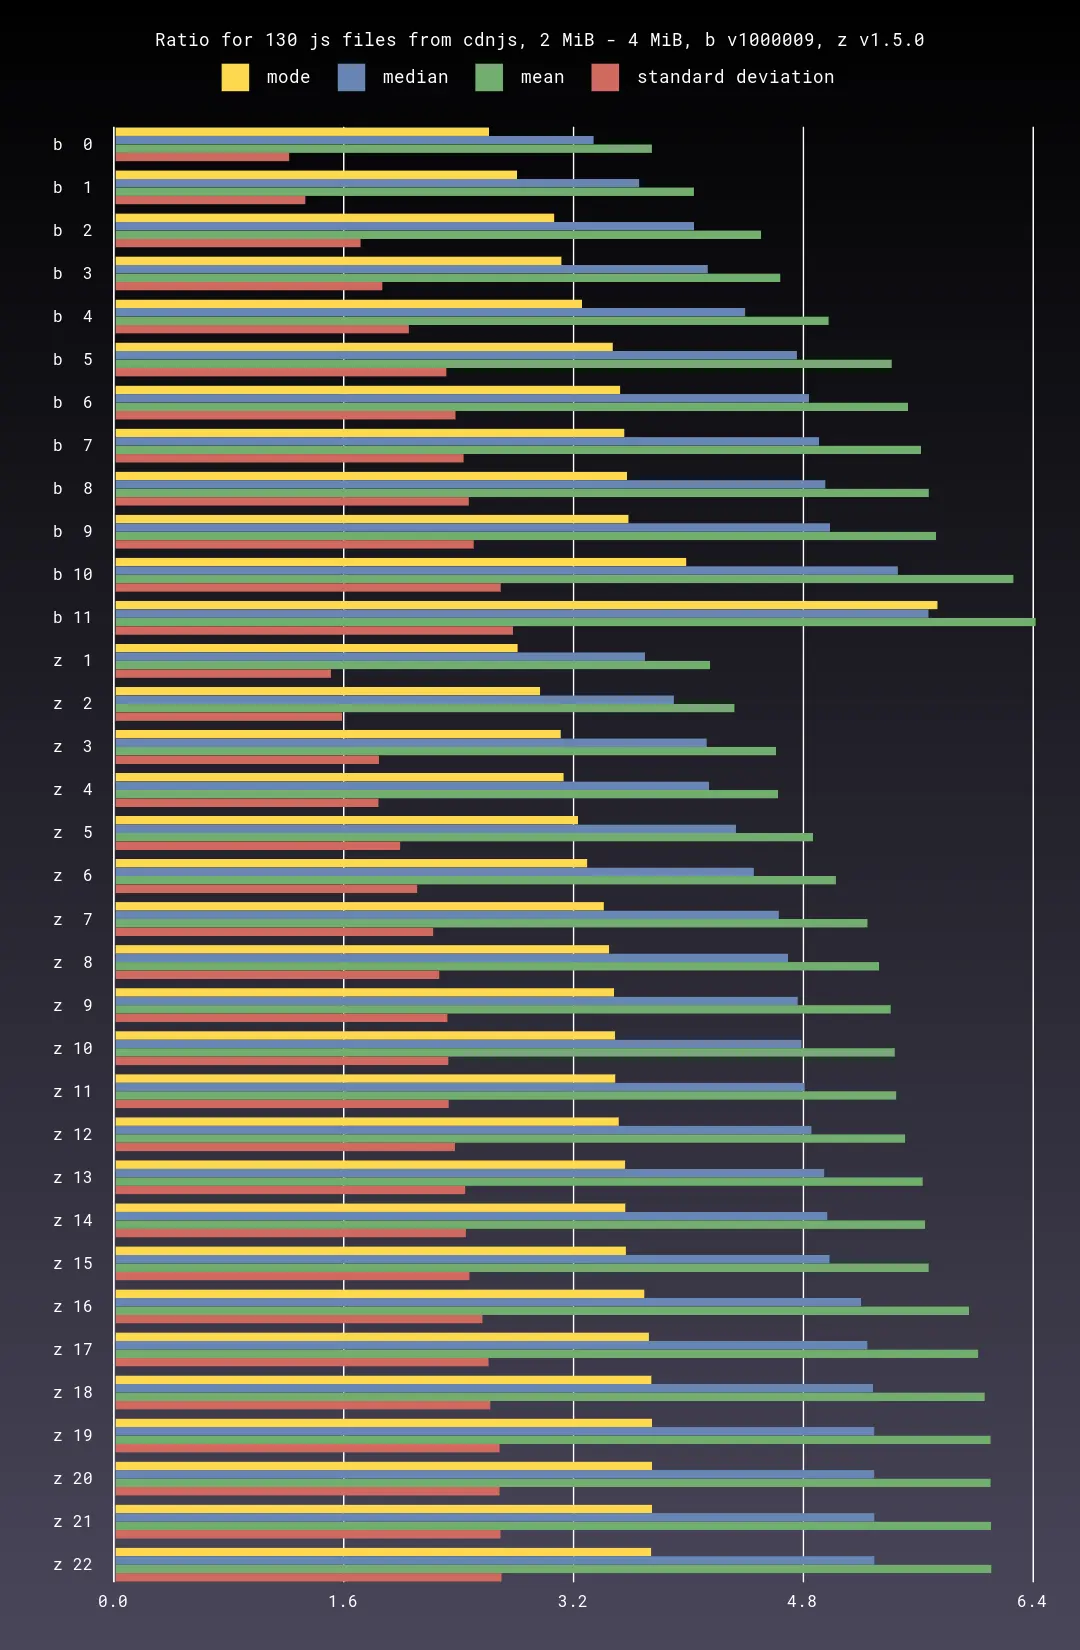 Ratio for 130 js files from cdnjs, 2 MiB - 4 MiB, b v1000009, z v1.5.0
mode median mean standard deviation
b 0
b 1
b 2
b 3
b 4
b 5
b 6
b 7
b 8
b 9
b 10
b 11
z 1
z 2
z 3
z 4
z 5
z 6
z 7
z 8
z 9
z 10
z 11
z 12
z 13
z 14
z 15
z 16
z 17
z 18
z 19
z 20
z 21
z 22
0.0 1.6 3.2 4.8 6.4